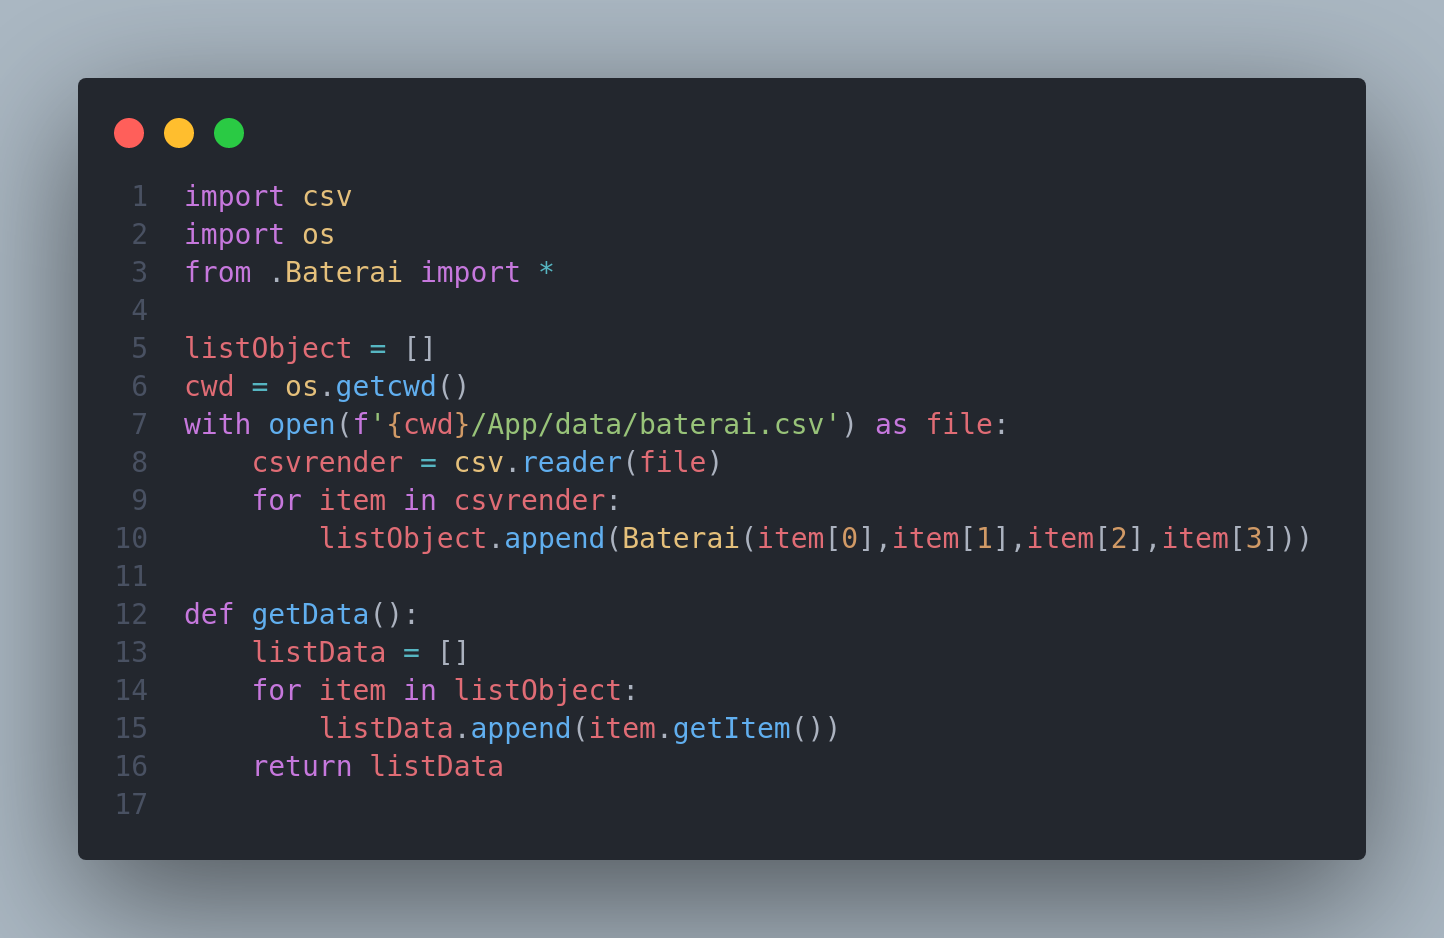 1 import csv
2 import os
3 from .Baterai import *
4
5 listObject = []
6 cwd = os.getcwd()
7 with open(f'{cwd}/App/data/baterai.csv') as file:
8     csvrender = csv.reader(file)
9     for item in csvrender:
10         listObject.append(Baterai(item[0],item[1],item[2],item[3]))
11
12 def getData():
13     listData = []
14     for item in listObject:
15         listData.append(item.getItem())
16     return listData
17